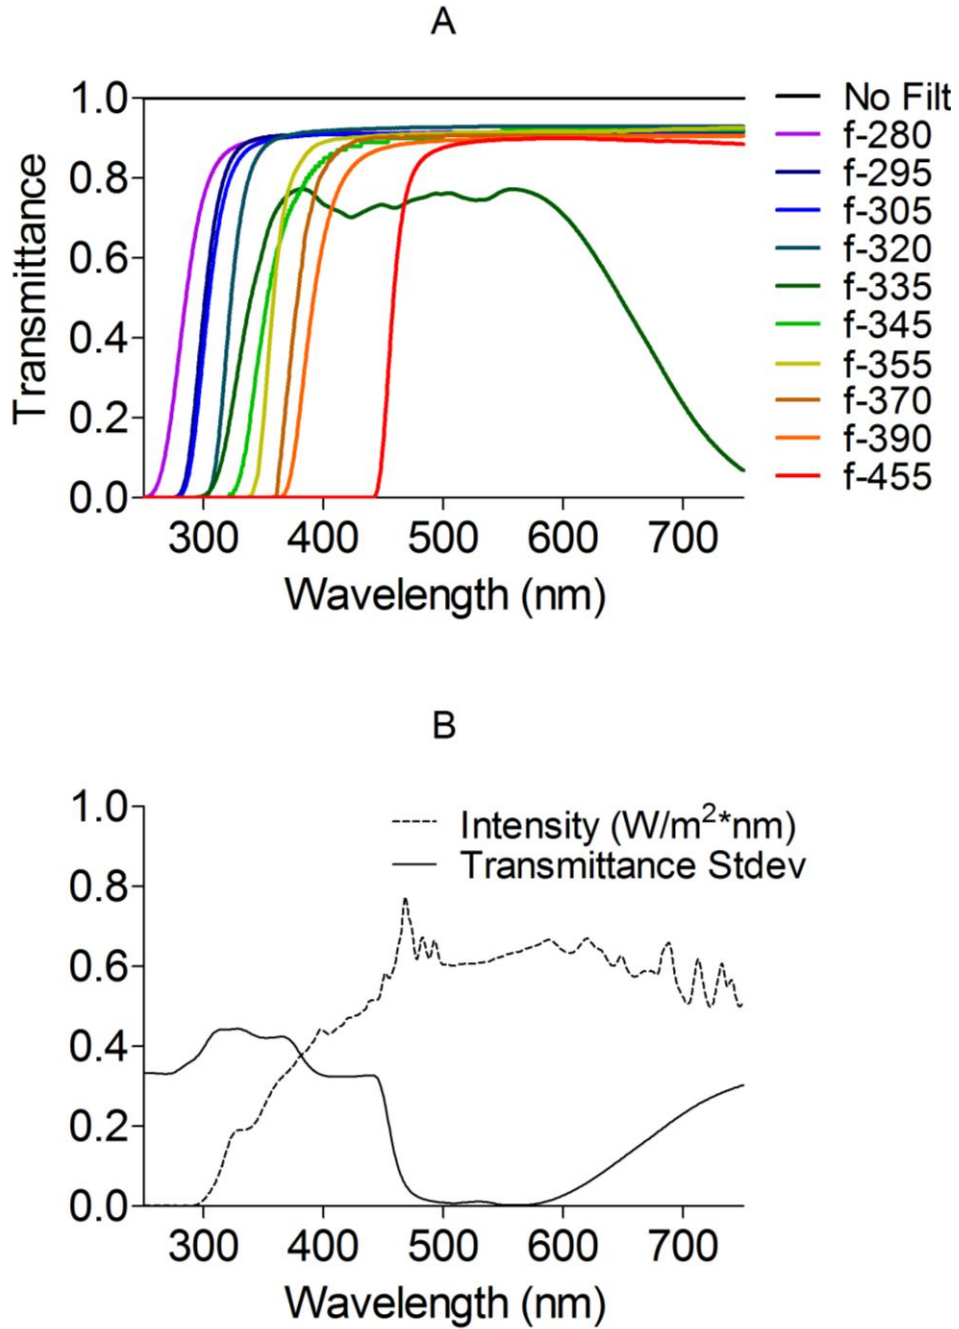 A
1.0
0.8
0.6
0.4
0.2
0.0
Transmittance
300 400 500 600 700
Wavelength (nm)
No Filt
f-280
f-295
f-305
f-320
f-335
f-345
f-355
f-370
f-390
f-455
B
1.0
0.8
0.6
0.4
0.2
0.0
Intensity (W/m²*nm)
Transmittance Stdev
300 400 500 600 700
Wavelength (nm)